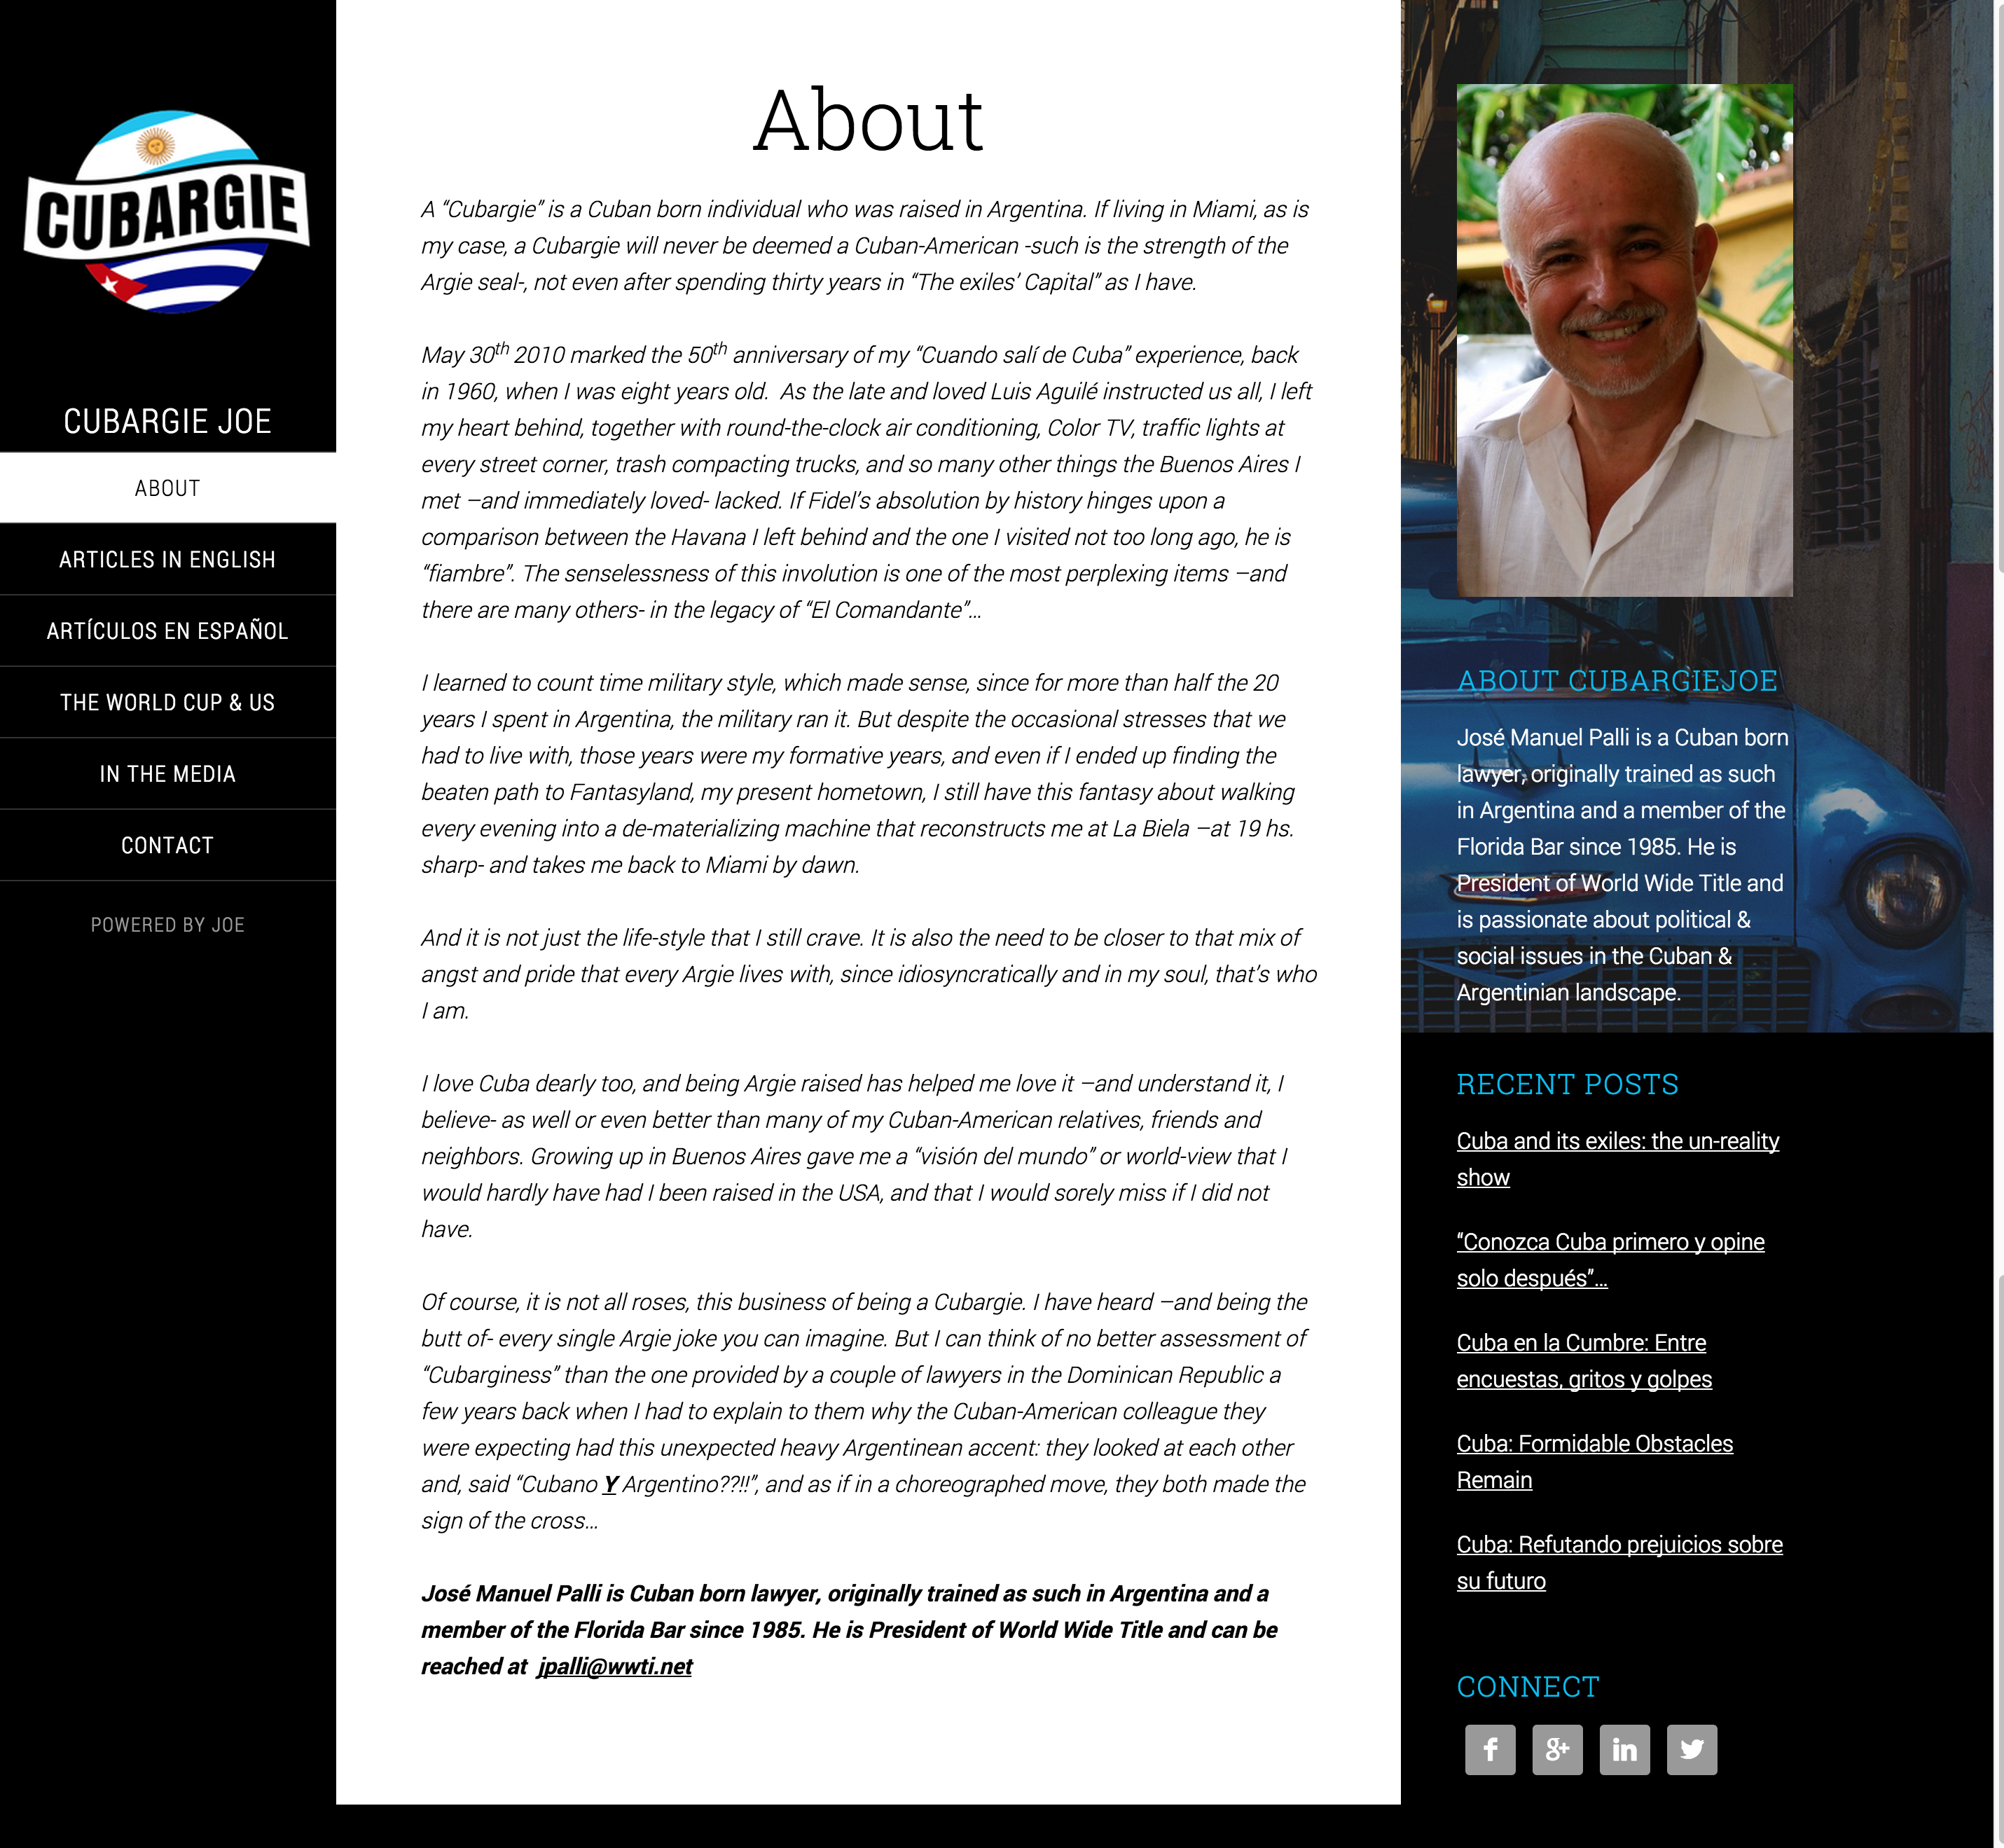 CUBARGIE
CUBARGIE JOE
ABOUT
ARTICLES IN ENGLISH
ARTÍCULOS EN ESPAÑOL
THE WORLD CUP & US
IN THE MEDIA
CONTACT
POWERED BY JOE
About
A “Cubargie” is a Cuban born individual who was raised in Argentina. If living in Miami, as is
my case, a Cubargie will never be deemed a Cuban-American -such is the strength of the
Argie seal-, not even after spending thirty years in “The exiles’ Capital” as I have.
May 30th 2010 marked the 50th anniversary of my “Cuando salí de Cuba” experience, back
in 1960, when I was eight years old.  As the late and loved Luis Aguilé instructed us all, I left
my heart behind, together with round-the-clock air conditioning, Color TV, traffic lights at
every street corner, trash compacting trucks, and so many other things the Buenos Aires I
met –and immediately loved- lacked. If Fidel’s absolution by history hinges upon a
comparison between the Havana I left behind and the one I visited not too long ago, he is
“fiambre”. The senselessness of this involution is one of the most perplexing items –and
there are many others- in the legacy of “El Comandante”…
I learned to count time military style, which made sense, since for more than half the 20
years I spent in Argentina, the military ran it. But despite the occasional stresses that we
had to live with, those years were my formative years, and even if I ended up finding the
beaten path to Fantasyland, my present hometown, I still have this fantasy about walking
every evening into a de-materializing machine that reconstructs me at La Biela –at 19 hs.
sharp- and takes me back to Miami by dawn.
And it is not just the life-style that I still crave. It is also the need to be closer to that mix of
angst and pride that every Argie lives with, since idiosyncratically and in my soul, that’s who
I am.
I love Cuba dearly too, and being Argie raised has helped me love it –and understand it, I
believe- as well or even better than many of my Cuban-American relatives, friends and
neighbors. Growing up in Buenos Aires gave me a “visión del mundo” or world-view that I
would hardly have had I been raised in the USA, and that I would sorely miss if I did not
have.
Of course, it is not all roses, this business of being a Cubargie. I have heard –and being the
butt of- every single Argie joke you can imagine. But I can think of no better assessment of
“Cubarginess” than the one provided by a couple of lawyers in the Dominican Republic a
few years back when I had to explain to them why the Cuban-American colleague they
were expecting had this unexpected heavy Argentinean accent: they looked at each other
and, said “Cubano Y Argentino??!!”, and as if in a choreographed move, they both made the
sign of the cross…
José Manuel Palli is Cuban born lawyer, originally trained as such in Argentina and a
member of the Florida Bar since 1985. He is President of World Wide Title and can be
reached at  jpalli@wwti.net
ABOUT CUBARGIEJOE
José Manuel Palli is a Cuban born
lawyer, originally trained as such
in Argentina and a member of the
Florida Bar since 1985. He is
President of World Wide Title and
is passionate about political &
social issues in the Cuban &
Argentinian landscape.
RECENT POSTS
Cuba and its exiles: the un-reality
show
“Conozca Cuba primero y opine
solo después”…
Cuba en la Cumbre: Entre
encuestas, gritos y golpes
Cuba: Formidable Obstacles
Remain
Cuba: Refutando prejuicios sobre
su futuro
CONNECT